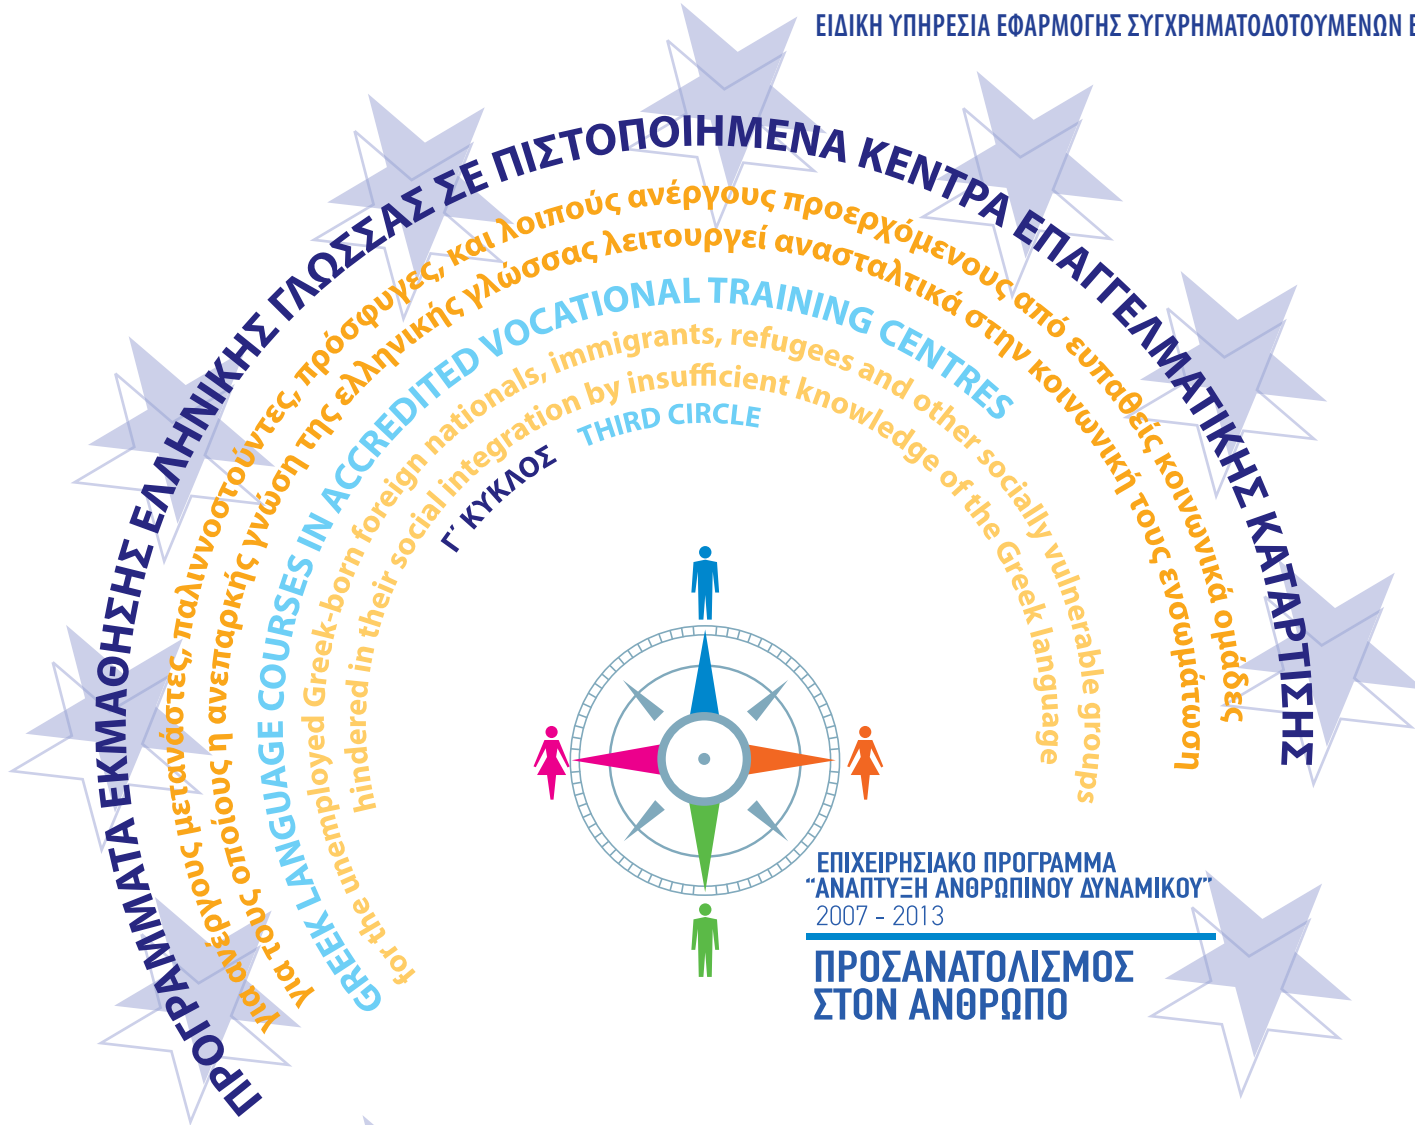 ΕΙΔΙΚΗ ΥΠΗΡΕΣΙΑ ΕΦΑΡΜΟΓΗΣ ΣΥΓΧΡΗΜΑΤΟΔΟΤΟΥΜΕΝΩΝ
ΠΡΟΓΡΑΜΜΑΤΑ ΕΚΜΑΘΗΣΗΣ ΕΛΛΗΝΙΚΗΣ ΓΛΩΣΣΑΣ ΣΕ ΠΙΣΤΟΠΟΙΗΜΕΝΑ ΚΕΝΤΡΑ ΕΠΑΓΓΕΛΜΑΤΙΚΗΣ ΚΑΤΑΡΤΙΣΗΣ
για ανέργους μετανάστες, παλιννοστούντες, πρόσφυγες, και λοιπούς ανέργους προερχόμενους από ευπαθείς κοινωνικά ομάδες
για τους οποίους η ανεπαρκής γνώση της ελληνικής γλώσσας λειτουργεί ανασταλτικά στην κοινωνική τους ενσωμάτωση
GREEK LANGUAGE COURSES IN ACCREDITED VOCATIONAL TRAINING CENTRES
for the unemployed Greek-born foreign nationals, immigrants, refugees and other socially vulnerable groups
hindered in their social integration by insufficient knowledge of the Greek language
Γ΄ ΚΥΚΛΟΣ THIRD CIRCLE
ΕΠΙΧΕΙΡΗΣΙΑΚΟ ΠΡΟΓΡΑΜΜΑ
“ΑΝΑΠΤΥΞΗ ΑΝΘΡΩΠΙΝΟΥ ΔΥΝΑΜΙΚΟΥ”
2007 - 2013
ΠΡΟΣΑΝΑΤΟΛΙΣΜΟΣ
ΣΤΟΝ ΑΝΘΡΩΠΟ